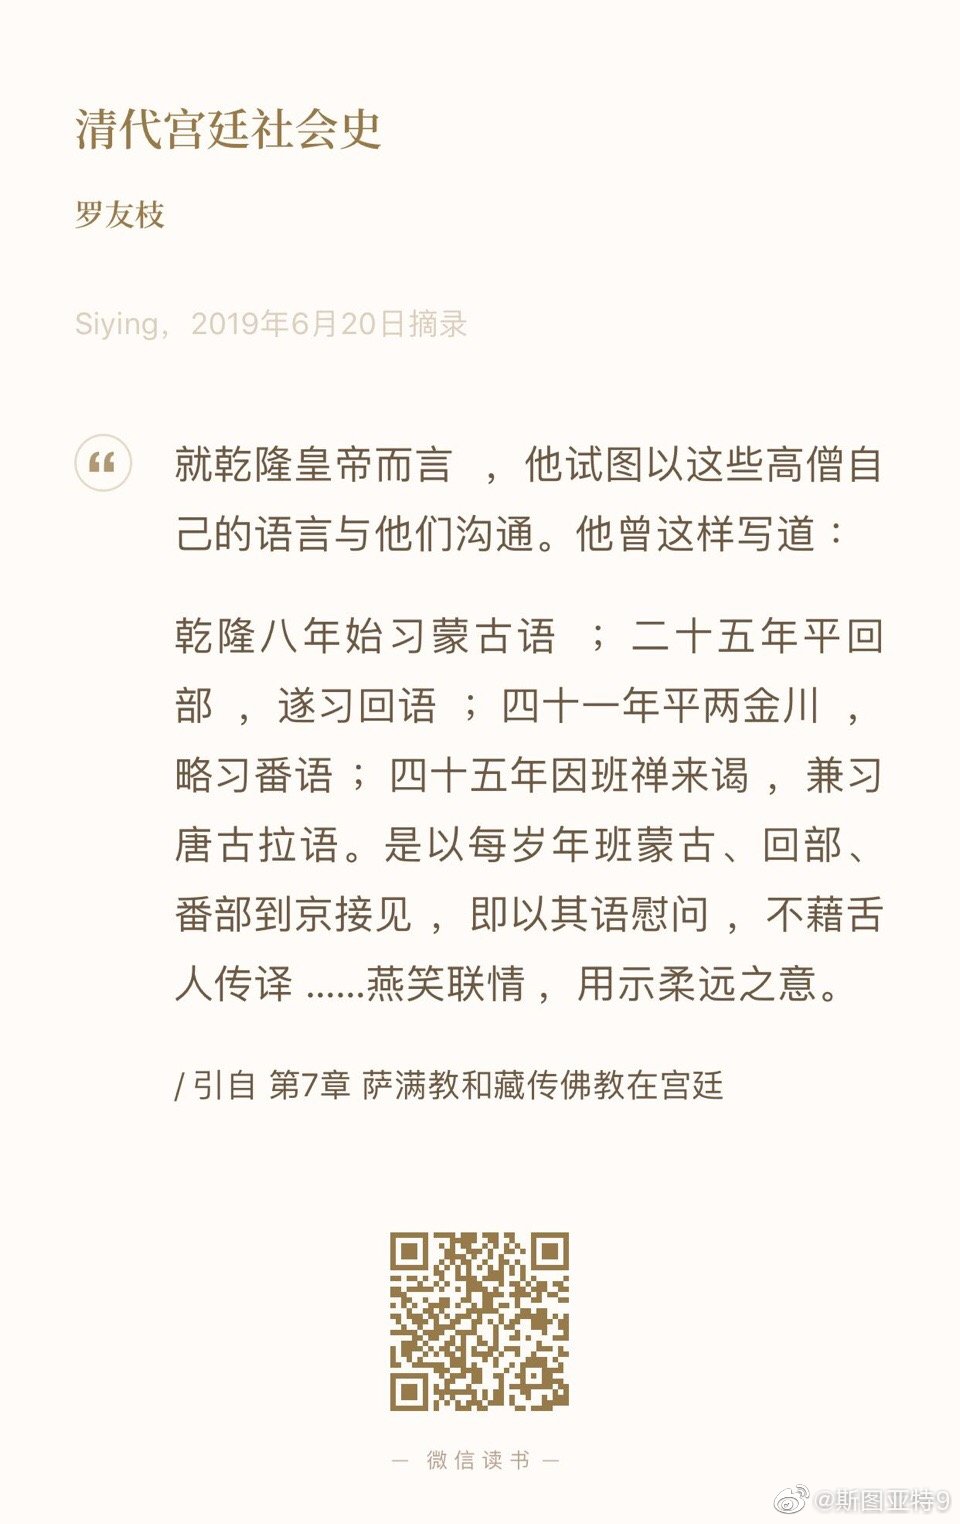 清代宫廷社会史
罗友枝
Siying，2019年6月20日摘录
就乾隆皇帝而言 ，他试图以这些高僧自
己的语言与他们沟通。他曾这样写道：
乾隆八年始习蒙古语 ；二十五年平回
部 ，遂习回语 ；四十一年平两金川 ，
略习番语 ；四十五年因班禅来谒 ，兼习
唐古拉语。是以每岁年班蒙古、回部、
番部到京接见 ，即以其语慰问 ，不藉舌
人传译 ......燕笑联情 ，用示柔远之意。
/ 引自 第7章 萨满教和藏传佛教在宫廷
— 微信读书 —
@斯图亚特9